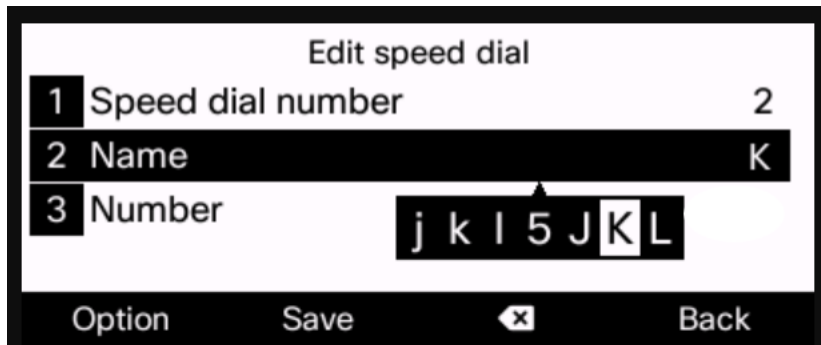 Edit speed dial
1 Speed dial number 2
2 Name K
3 Number
j k l 5 J K L
Option Save Back